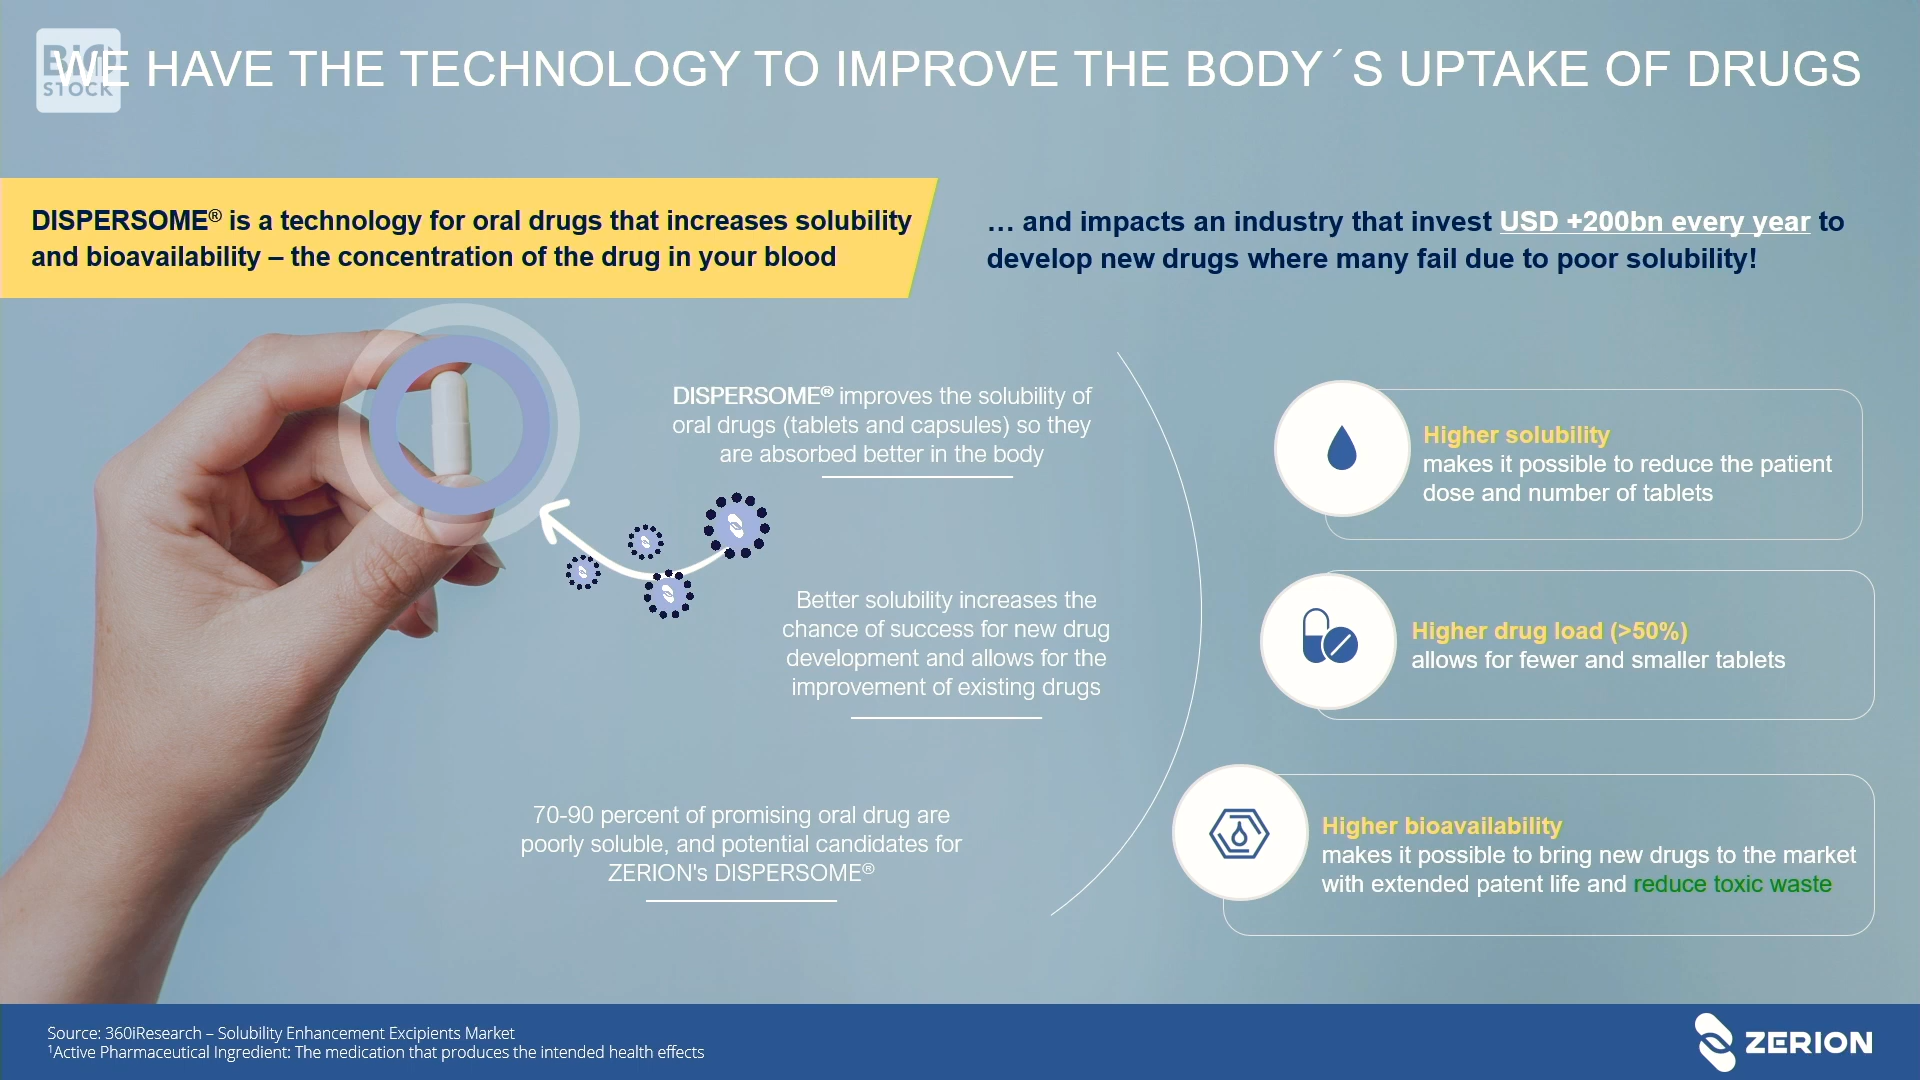 BIG
STOCK
WE HAVE THE TECHNOLOGY TO IMPROVE THE BODY´S UPTAKE OF DRUGS
DISPERSOME® is a technology for oral drugs that increases solubility
and bioavailability – the concentration of the drug in your blood
… and impacts an industry that invest USD +200bn every year to
develop new drugs where many fail due to poor solubility!
DISPERSOME® improves the solubility of
oral drugs (tablets and capsules) so they
are absorbed better in the body
Better solubility increases the
chance of success for new drug
development and allows for the
improvement of existing drugs
70-90 percent of promising oral drug are
poorly soluble, and potential candidates for
ZERION's DISPERSOME®
Higher solubility
makes it possible to reduce the patient
dose and number of tablets
Higher drug load (>50%)
allows for fewer and smaller tablets
Higher bioavailability
makes it possible to bring new drugs to the market
with extended patent life and reduce toxic waste
Source: 360iResearch – Solubility Enhancement Excipients Market
¹Active Pharmaceutical Ingredient: The medication that produces the intended health effects
ZERION